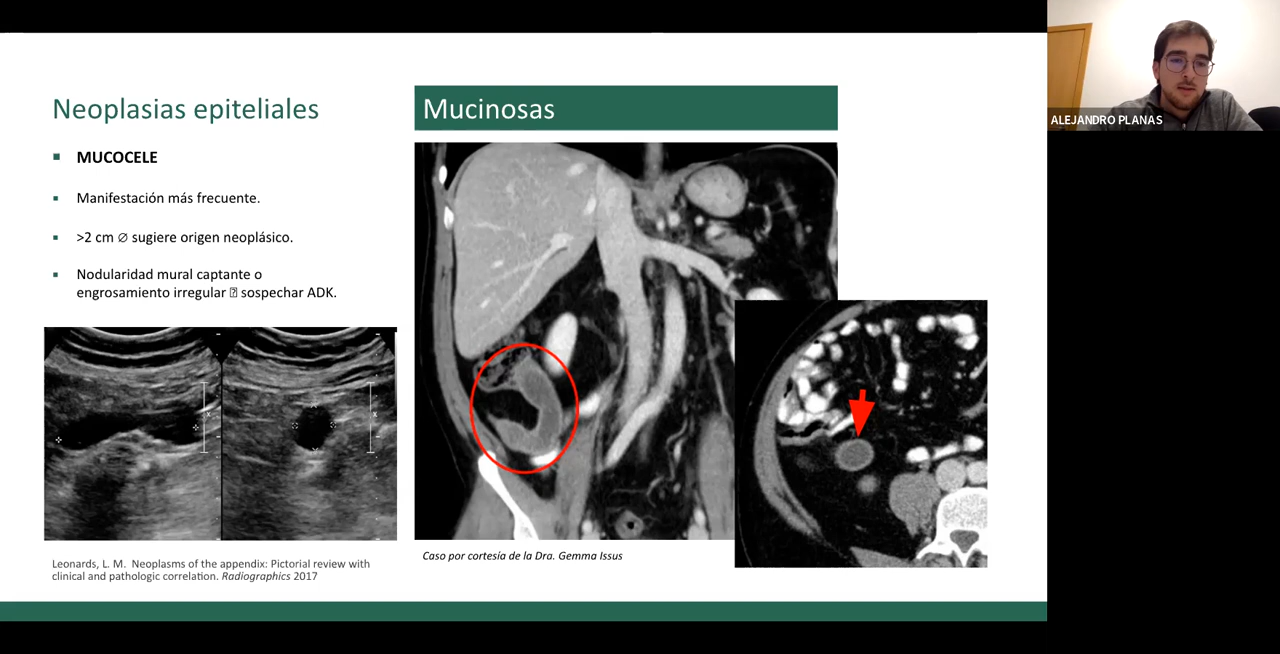 Neoplasias epiteliales
MUCOCELE
Manifestación más frecuente.
>2 cm ∅ sugiere origen neoplásico.
Nodularidad mural captante o
engrosamiento irregular ⍰ sospechar ADK.
Leonards, L. M. Neoplasms of the appendix: Pictorial review with
clinical and pathologic correlation. Radiographics 2017
Mucinosas
Caso por cortesía de la Dra. Gemma Issus
ALEJANDRO PLANAS